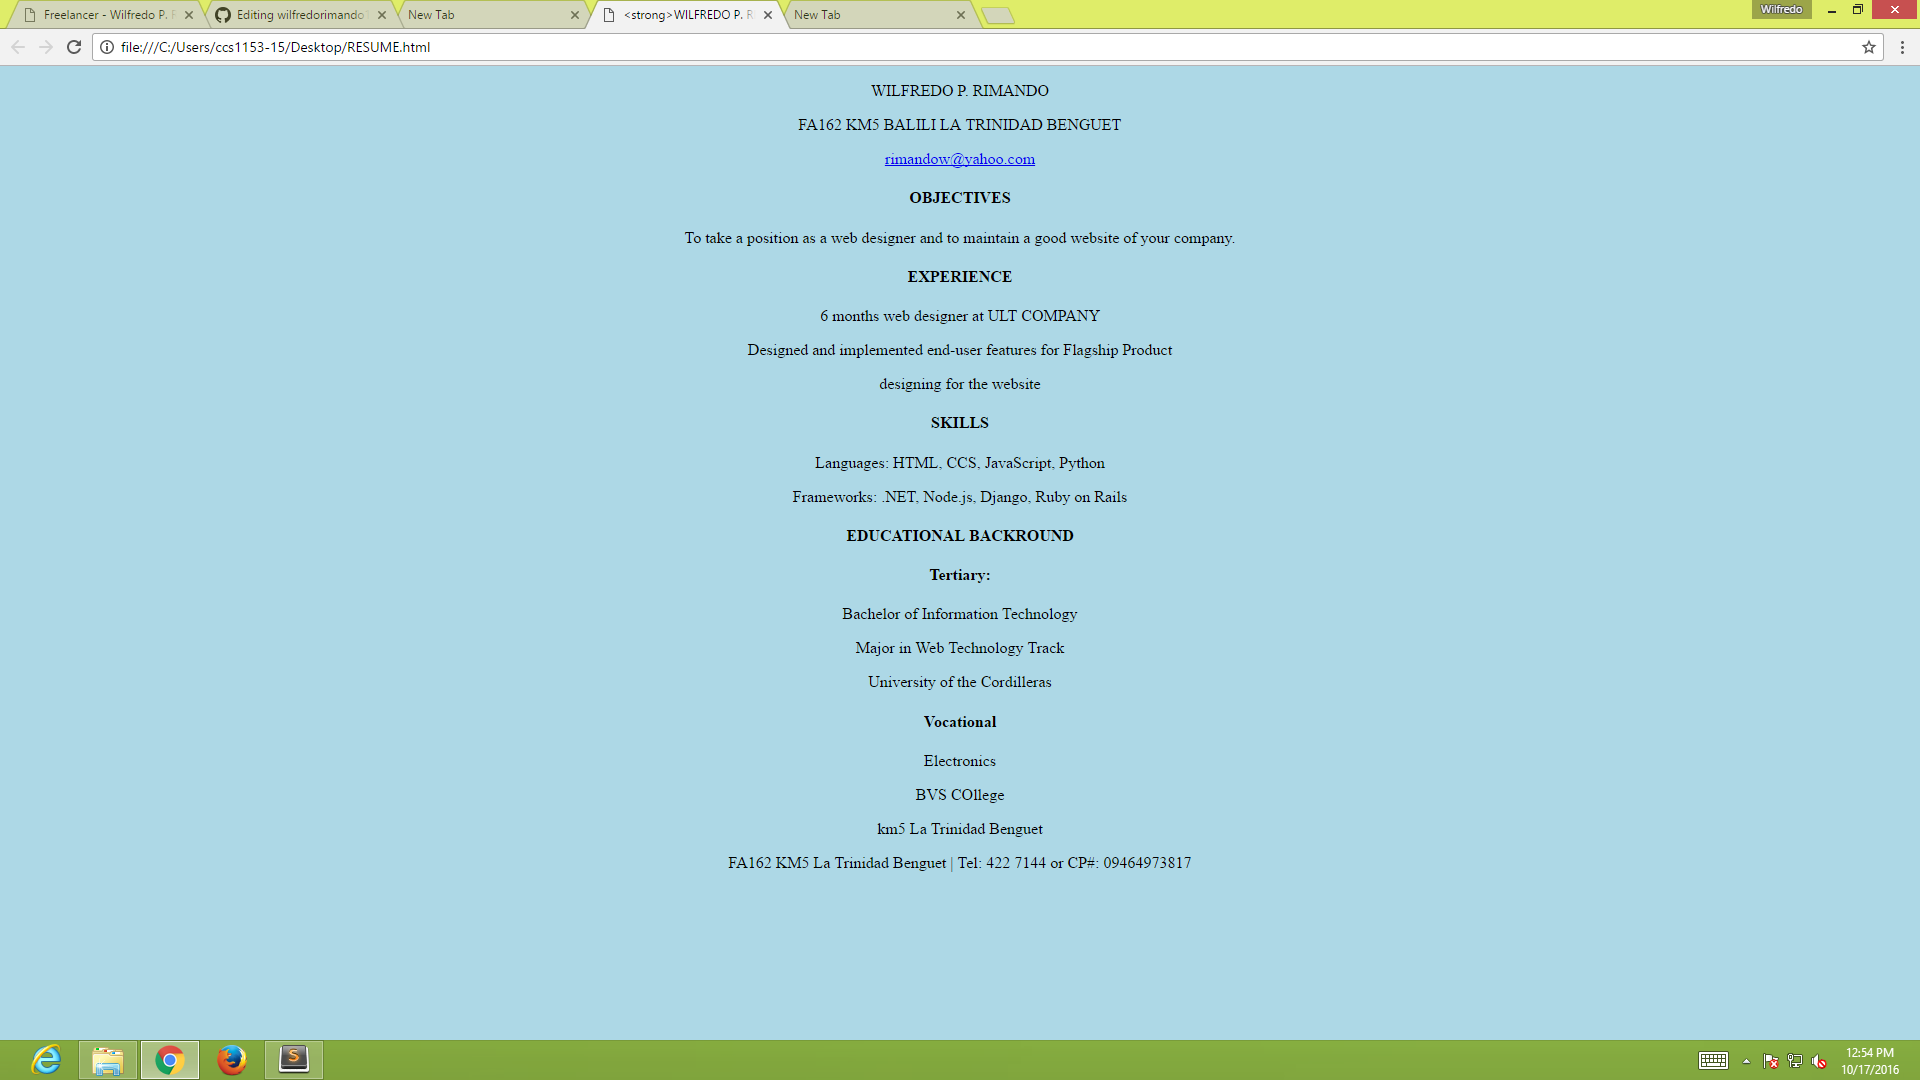 Freelancer - Wilfredo P. R
Editing wilfredorimando1
New Tab
<strong>WILFREDO P. R
New Tab
Wilfredo
file:///C:/Users/ccs1153-15/Desktop/RESUME.html
WILFREDO P. RIMANDO
FA162 KM5 BALILI LA TRINIDAD BENGUET
rimandow@yahoo.com
OBJECTIVES
To take a position as a web designer and to maintain a good website of your company.
EXPERIENCE
6 months web designer at ULT COMPANY
Designed and implemented end-user features for Flagship Product
designing for the website
SKILLS
Languages: HTML, CCS, JavaScript, Python
Frameworks: .NET, Node.js, Django, Ruby on Rails
EDUCATIONAL BACKROUND
Tertiary:
Bachelor of Information Technology
Major in Web Technology Track
University of the Cordilleras
Vocational
Electronics
BVS COllege
km5 La Trinidad Benguet
FA162 KM5 La Trinidad Benguet | Tel: 422 7144 or CP#: 09464973817
12:54 PM
10/17/2016